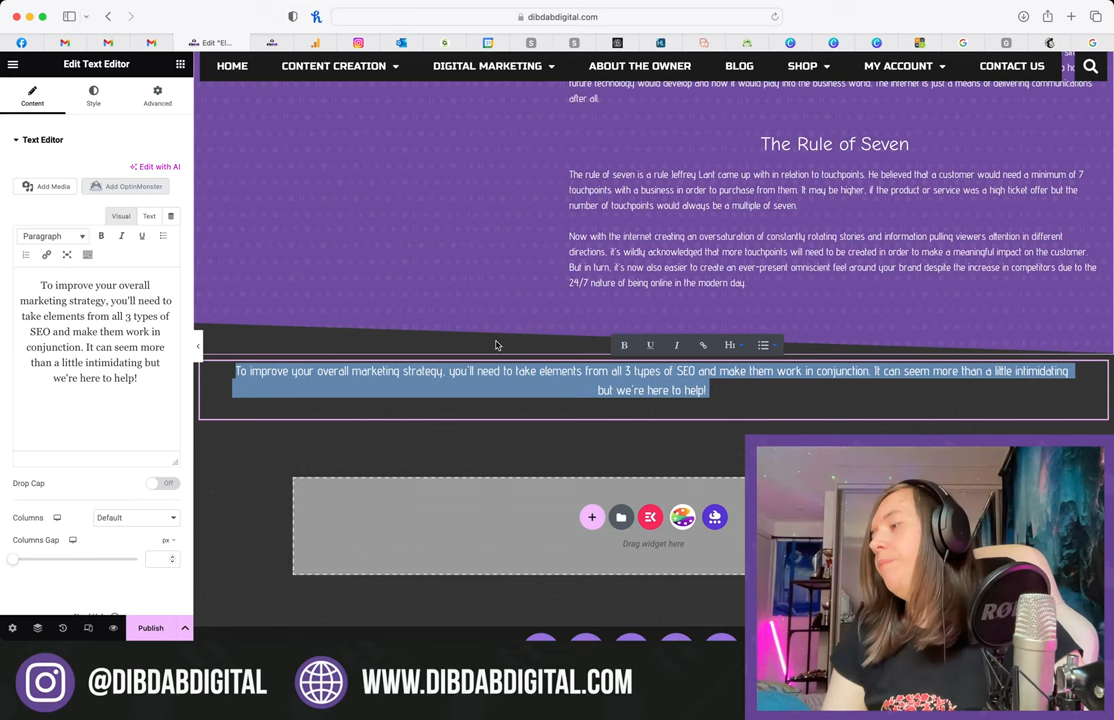 dibdabdigital.com
Edit "El...
Edit Text Editor
HOME
CONTENT CREATION
DIGITAL MARKETING
ABOUT THE OWNER
BLOG
SHOP
MY ACCOUNT
CONTACT US
Content
Style
Advanced
future technology would develop and how it would play into the business world. The internet is just a means of delivering communications
after all.
Text Editor
Edit with AI
Add Media
Add OptinMonster
Visual
Text
Paragraph
B
I
U
To improve your overall
marketing strategy, you'll need to
take elements from all 3 types of
SEO and make them work in
conjunction. It can seem more
than a little intimidating but
we're here to help!
Drop Cap
Off
Columns
Default
Columns Gap
px
Publish
The Rule of Seven
The rule of seven is a rule Jeffrey Lant came up with in relation to touchpoints. He believed that a customer would need a minimum of 7
touchpoints with a business in order to purchase from them. It may be higher, if the product or service was a high ticket offer but the
number of touchpoints would always be a multiple of seven.
Now with the internet creating an oversaturation of constantly rotating stories and information pulling viewers attention in different
directions, it's wildly acknowledged that more touchpoints will need to be created in order to make a meaningful impact on the customer.
But in turn, it's now also easier to create an ever-present omniscient feel around your brand despite the increase in competitors due to the
24/7 nature of being online in the modern day.
B
U
I
H1
To improve your overall marketing strategy, you'll need to take elements from all 3 types of SEO and make them work in conjunction. It can seem more than a little intimidating
but we're here to help!
Drag widget here
@DIBDABDIGITAL
WWW.DIBDABDIGITAL.COM